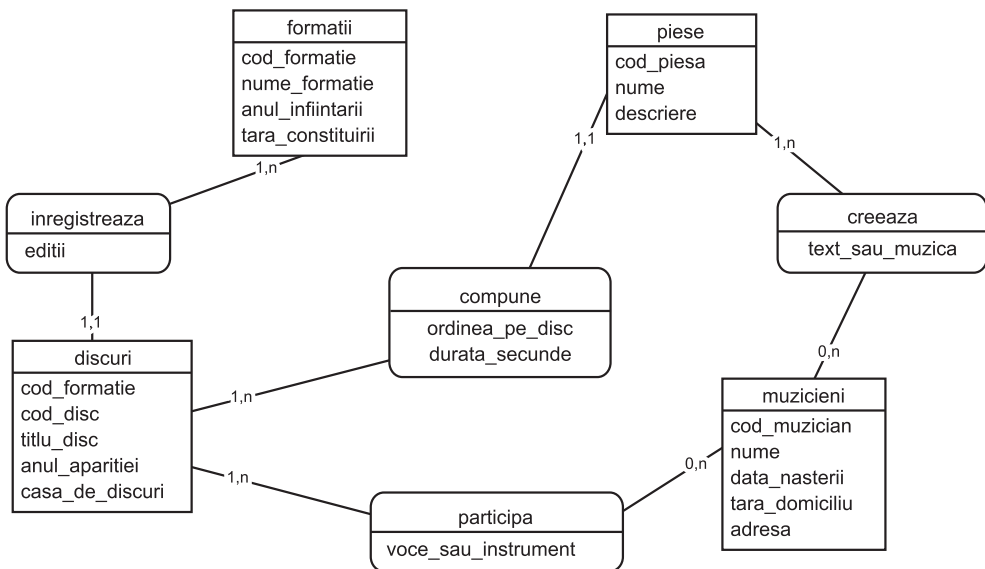 formatii
cod_formatie
nume_formatie
anul_infiintarii
tara_constituirii
piese
cod_piesa
nume
descriere
1,n
1,1
1,n
inregistreaza
editii
creeaza
text_sau_muzica
compune
ordinea_pe_disc
durata_secunde
1,1
discuri
cod_formatie
cod_disc
titlu_disc
anul_aparitiei
casa_de_discuri
1,n
1,n
0,n
muzicieni
cod_muzician
nume
data_nasterii
tara_domiciliu
adresa
0,n
participa
voce_sau_instrument